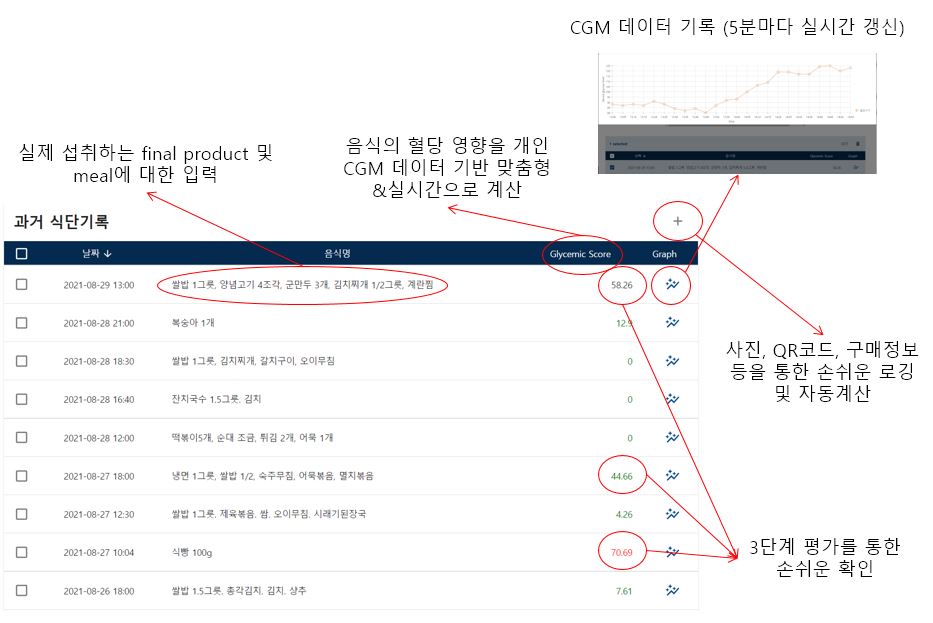 CGM 데이터 기록 (5분마다 실시간 갱신)
실제 섭취하는 final product 및
meal에 대한 입력
음식의 혈당 영향을 개인
CGM 데이터 기반 맞춤형
&실시간으로 계산
1 selected
과거 식단기록
+
날짜 ↓ 음식명 Glycemic Score Graph
2021-08-29 13:00 쌀밥 1그릇, 양념고기 4조각, 군만두 3개, 김치찌개 1/2그릇, 계란찜 58.26
2021-08-28 21:00 복숭아 1개 12.9
2021-08-28 18:30 쌀밥 1그릇, 김치찌개, 갈치구이, 오이무침 0
2021-08-28 16:40 잔치국수 1.5그릇, 김치 0
2021-08-28 12:00 떡볶이5개, 순대 조금, 튀김 2개, 어묵 1개 0
2021-08-27 18:00 냉면 1그릇, 쌀밥 1/2, 숙주무침, 어묵볶음, 멸치볶음 44.66
2021-08-27 12:30 쌀밥 1그릇, 제육볶음, 쌈, 오이무침, 시래기된장국 4.26
2021-08-27 10:04 식빵 100g 70.69
2021-08-26 18:00 쌀밥 1.5그릇, 총각김치, 김치, 상추 7.61
사진, QR코드, 구매정보
등을 통한 손쉬운 로깅
및 자동계산
3단계 평가를 통한
손쉬운 확인